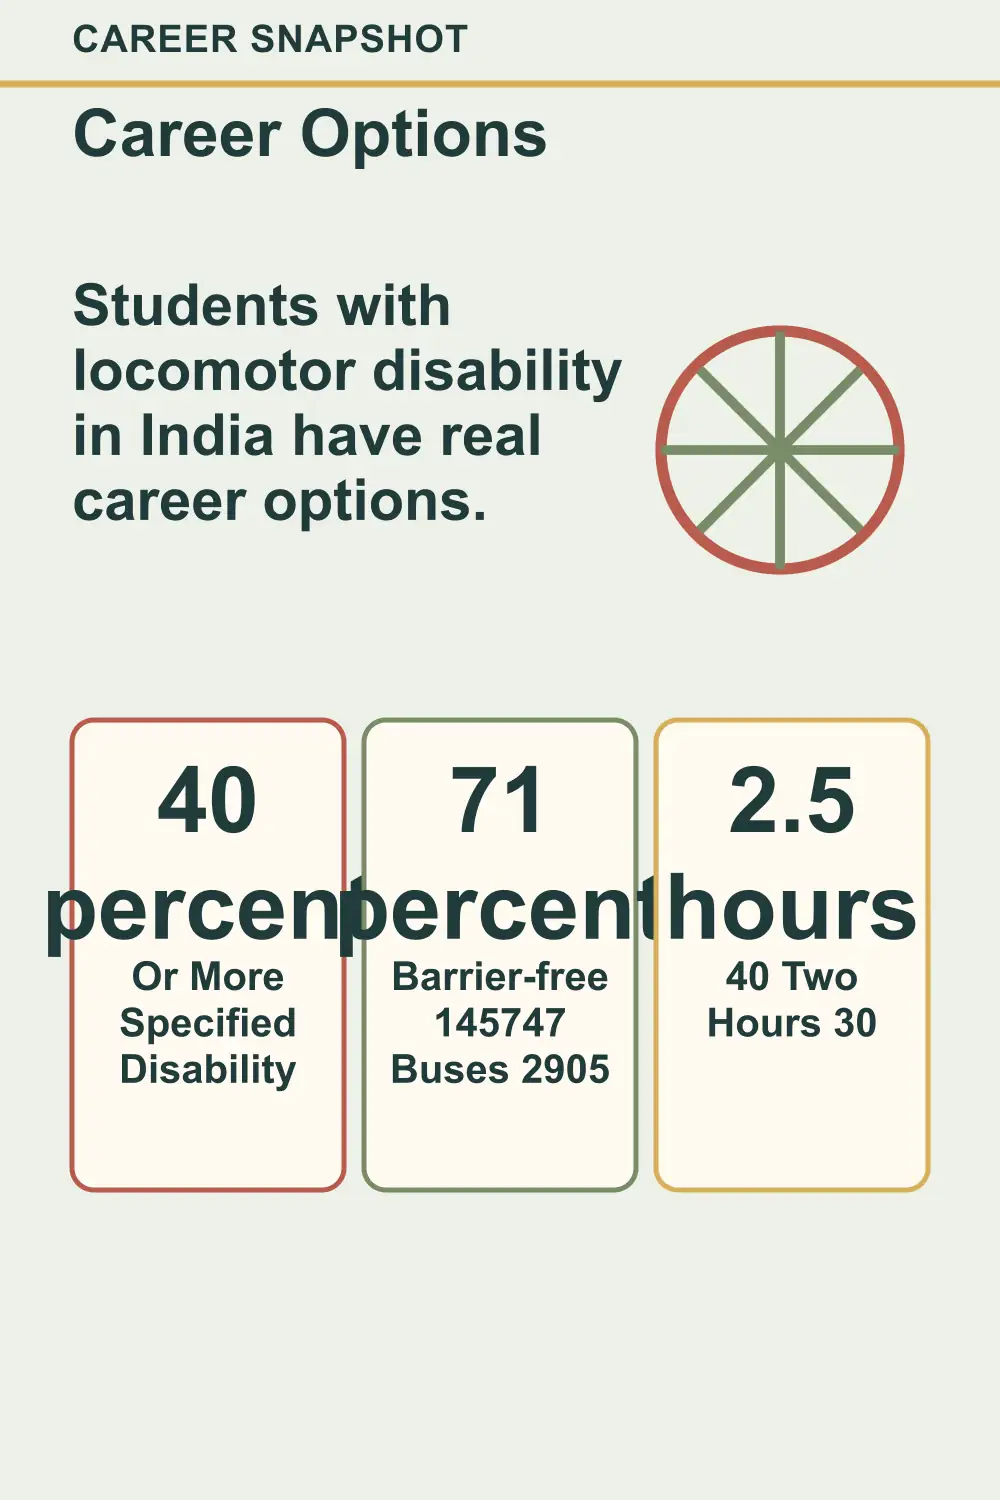 CAREER SNAPSHOT
Career Options
Students with
locomotor disability
in India have real
career options.
40
percent
Or More
Specified
Disability
71
percent
Barrier-free
145747
Buses 2905
2.5
hours
40 Two
Hours 30